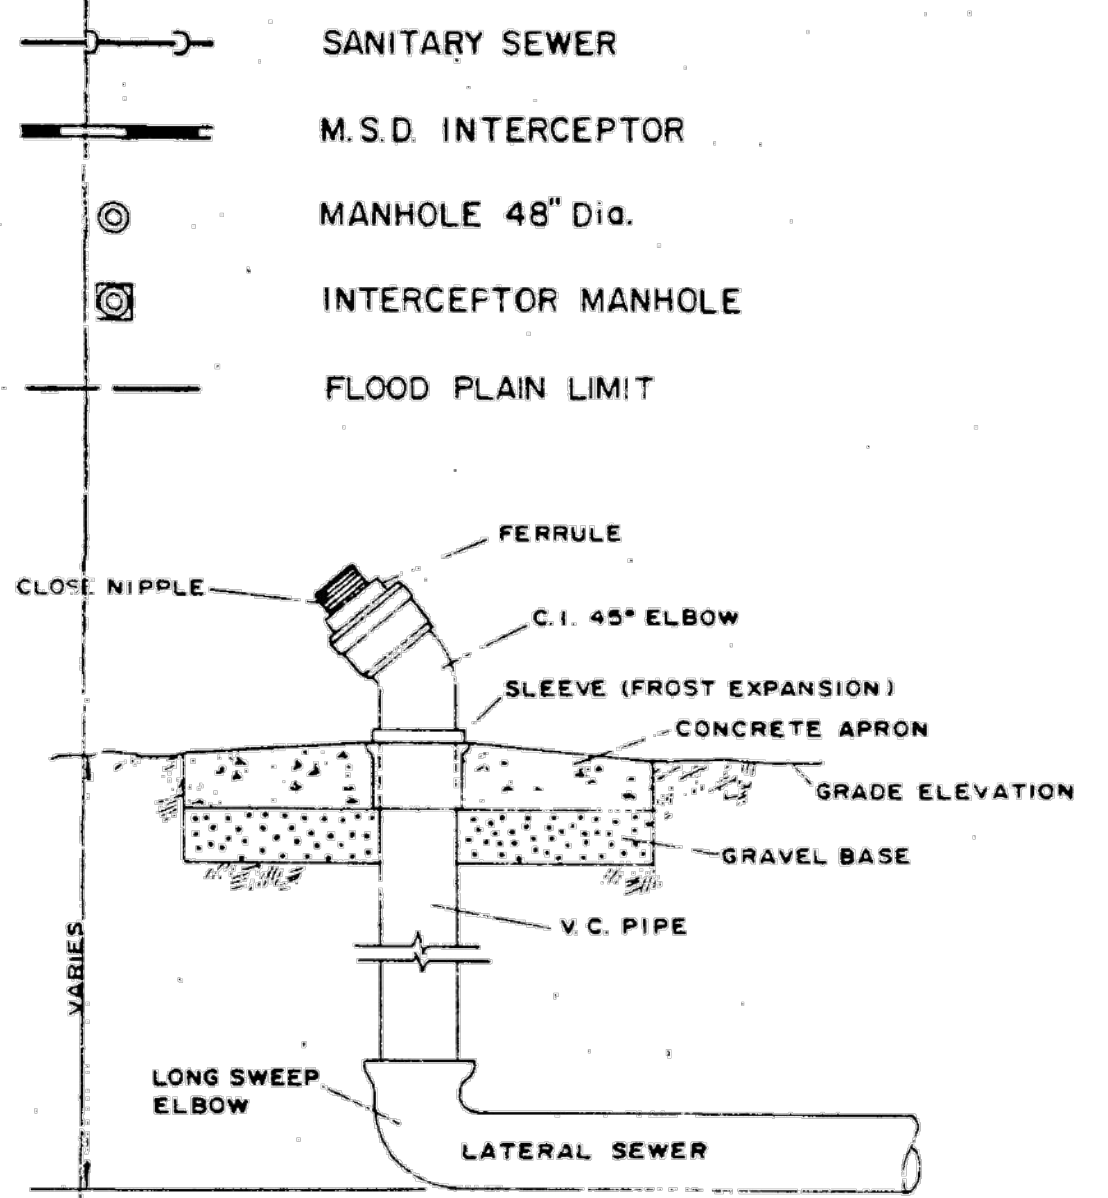 SANITARY SEWER
M.S.D. INTERCEPTOR
MANHOLE 48" Dia.
INTERCEPTOR MANHOLE
FLOOD PLAIN LIMIT
FERRULE
CLOSE NIPPLE
C.I. 45° ELBOW
SLEEVE (FROST EXPANSION)
CONCRETE APRON
GRADE ELEVATION
GRAVEL BASE
V.C. PIPE
VARIES
LONG SWEEP
ELBOW
LATERAL SEWER